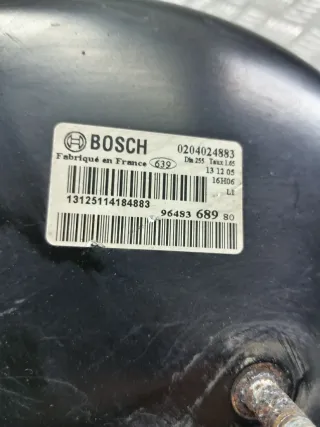 BOSCH 0204024883
Fabriqué en France 639 Dia 255 Taux 1.65
13 12 05
16H06
L1
13125114184883
96483 689 80